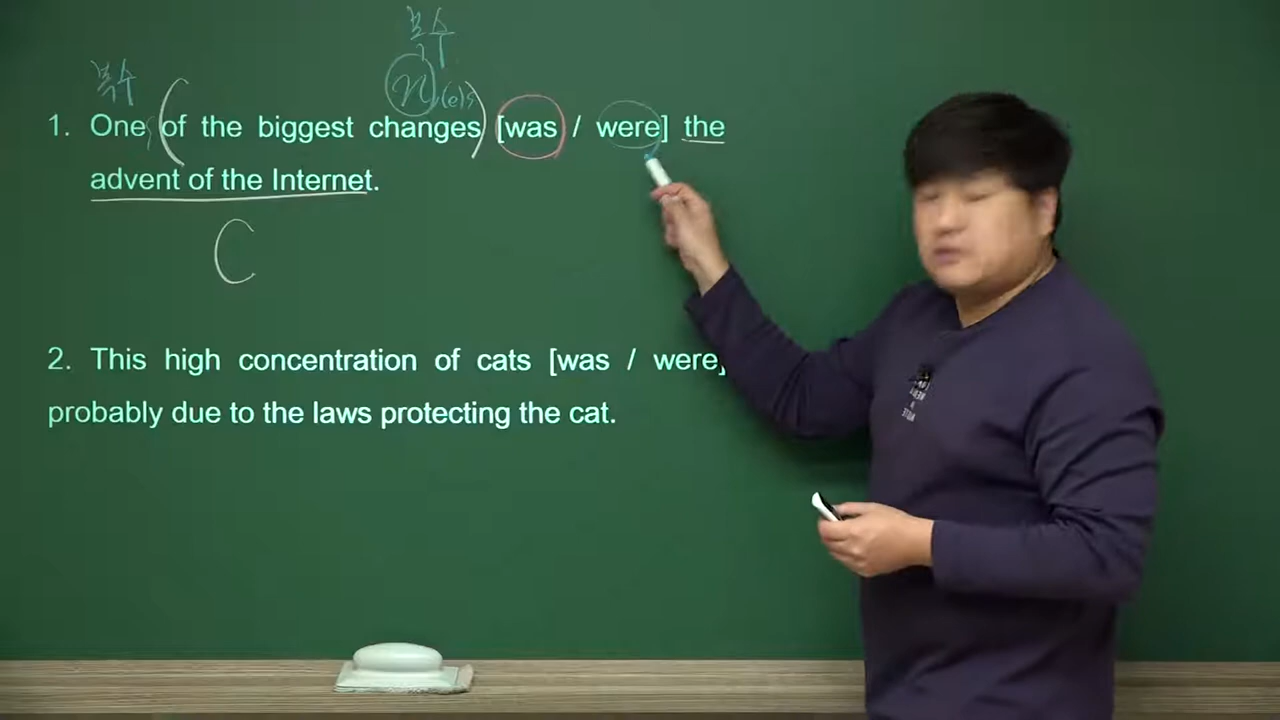 복수
복수
n,(e)s
1. One, (of the biggest changes) [was / were] the
advent of the Internet.
C
2. This high concentration of cats [was / were]
probably due to the laws protecting the cat.